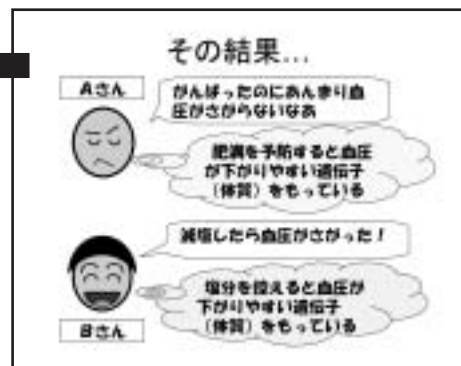 その結果…
Aさん
がんばったのにあんまり血
圧がさがらないなあ
肥満を予防すると血圧
が下がりやすい遺伝子
（体質）をもっている
減塩したら血圧がさがった！
塩分を控えると血圧が
下がりやすい遺伝子
（体質）をもっている
Bさん